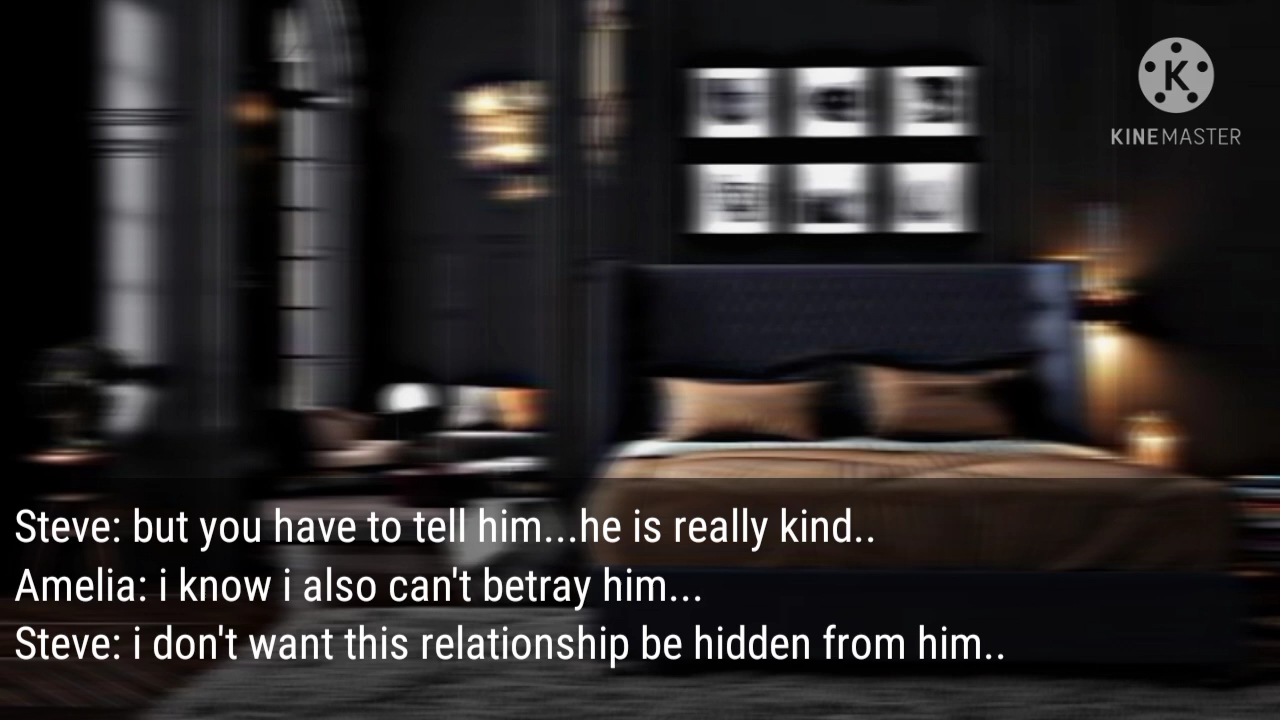 KINEMASTER
Steve: but you have to tell him...he is really kind..
Amelia: i know i also can't betray him...
Steve: i don't want this relationship be hidden from him..